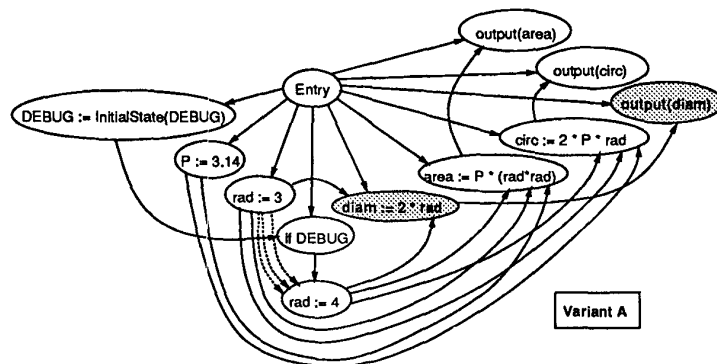 output(area)
output(circ)
Entry
output(diam)
DEBUG := InitialState(DEBUG)
circ := 2 * P * rad
P := 3.14
area := P * (rad*rad)
rad := 3
diam := 2 * rad
if DEBUG
rad := 4
Variant A